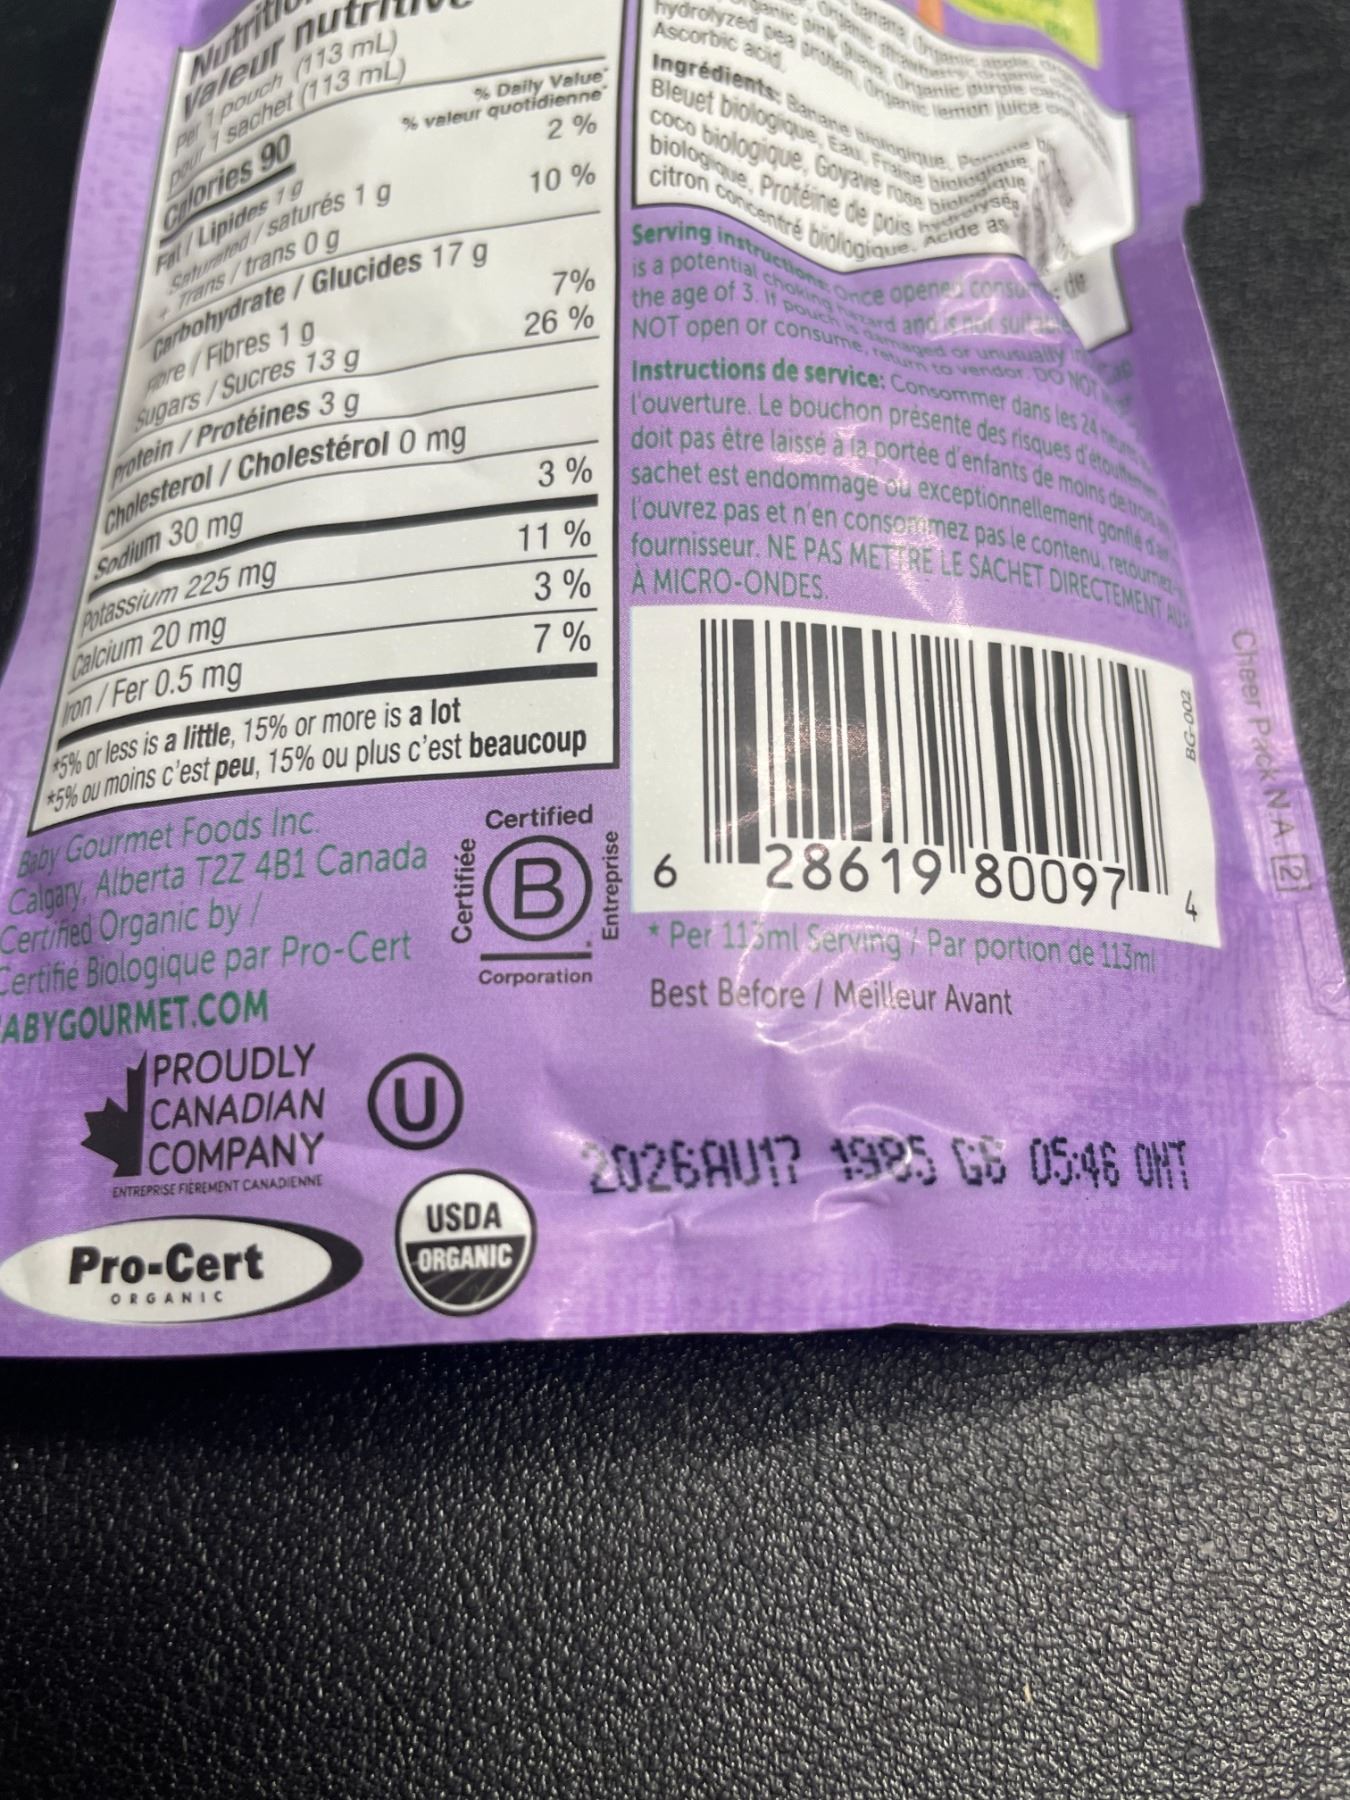 Valeur
per 1 pouch (113 mL)
pour 1 sachet (113 mL)
% Daily Value*
% valeur quotidienne*
Calories 90
Fat / Lipides 1 g 2 %
Saturated / saturés 1 g
+ Trans / trans 0 g 10 %
Carbohydrate / Glucides 17 g
Fibre / Fibres 1 g 7%
Sugars / Sucres 13 g 26 %
Protein / Protéines 3 g
Cholesterol / Cholestérol 0 mg
Sodium 30 mg 3 %
Potassium 225 mg 11 %
Calcium 20 mg 3 %
Iron / Fer 0.5 mg 7 %
*5% or less is a little, 15% or more is a lot
*5% ou moins c'est peu, 15% ou plus c'est beaucoup
Baby Gourmet Foods Inc.
Calgary, Alberta T2Z 4B1 Canada
Certified Organic by /
Certifié Biologique par Pro-Cert
ABYGOURMET.COM
Certified
Certifiée
B
Entreprise
Corporation
PROUDLY
CANADIAN
COMPANY
ENTREPRISE FIÈREMENT CANADIENNE
U
Pro-Cert
ORGANIC
USDA
ORGANIC
hydrolyzed pea protein, Organic lemon juice
Ascorbic acid.
Ingrédients: Banane biologique,
Bleuet biologique, Eau, Fraise biologique,
coco biologique, Goyave rose biologique
biologique, Protéine de pois hydrolysée
citron concentré biologique, Acide as
Serving instructions: Once opened
is a potential choking hazard and is not suitable
the age of 3. If pouch is damaged or unusually
NOT open or consume, return to vendor. DO NOT
Instructions de service: Consommer dans les 24 heures
l'ouverture. Le bouchon présente des risques d'étouffement
doit pas être laissé à la portée d'enfants de moins de trois
sachet est endommagé ou exceptionnellement gonflé d'air
l'ouvrez pas et n'en consommez pas le contenu, retournez
fournisseur. NE PAS METTRE LE SACHET DIRECTEMENT AU
À MICRO-ONDES.
6 28619 80097 4
BG-002
Cheer Pack N.A. 2
* Per 113ml Serving / Par portion de 113ml
Best Before / Meilleur Avant
2026AU17 1985 G6 05:46 OHT